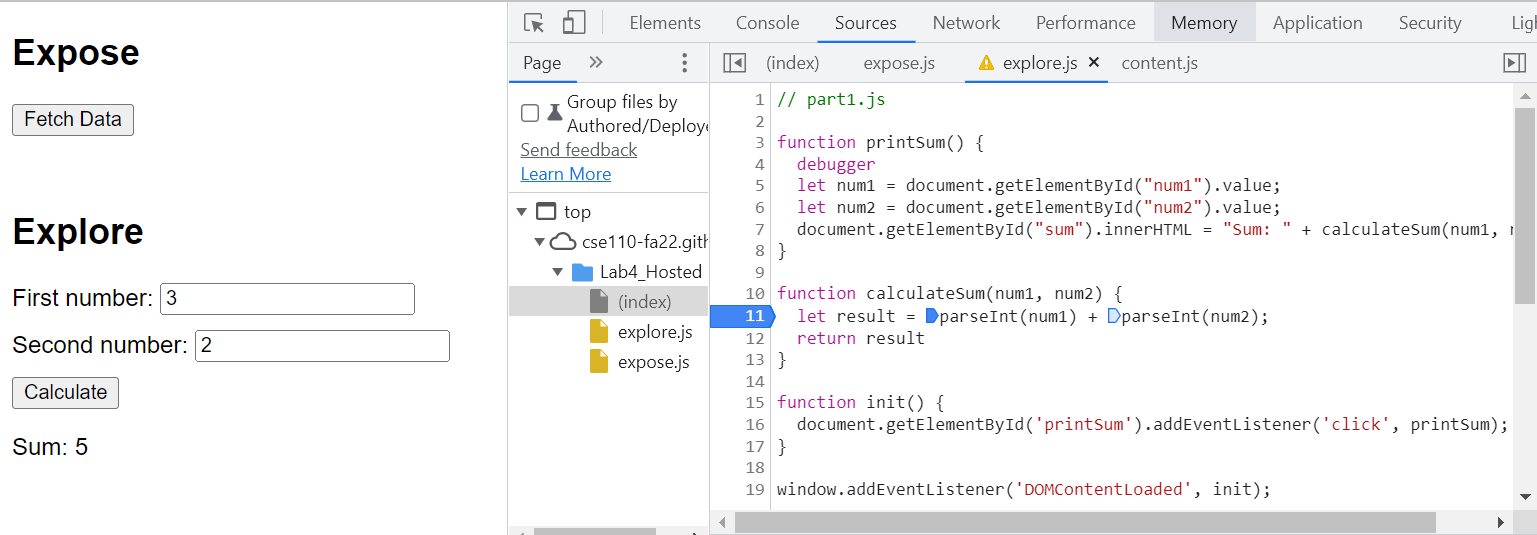 Expose
Fetch Data
Explore
First number: 3
Second number: 2
Calculate
Sum: 5
Elements Console Sources Network Performance Memory Application Security Ligh
Page
Group files by
Authored/Deploye
Send feedback
Learn More
top
cse110-fa22.gith
Lab4_Hosted
(index)
explore.js
expose.js
(index) expose.js explore.js × content.js
1 // part1.js
2
3 function printSum() {
4 debugger
5 let num1 = document.getElementById("num1").value;
6 let num2 = document.getElementById("num2").value;
7 document.getElementById("sum").innerHTML = "Sum: " + calculateSum(num1, n
8 }
9
10 function calculateSum(num1, num2) {
11 let result = parseInt(num1) + parseInt(num2);
12 return result
13 }
14
15 function init() {
16 document.getElementById('printSum').addEventListener('click', printSum);
17 }
18
19 window.addEventListener('DOMContentLoaded', init);